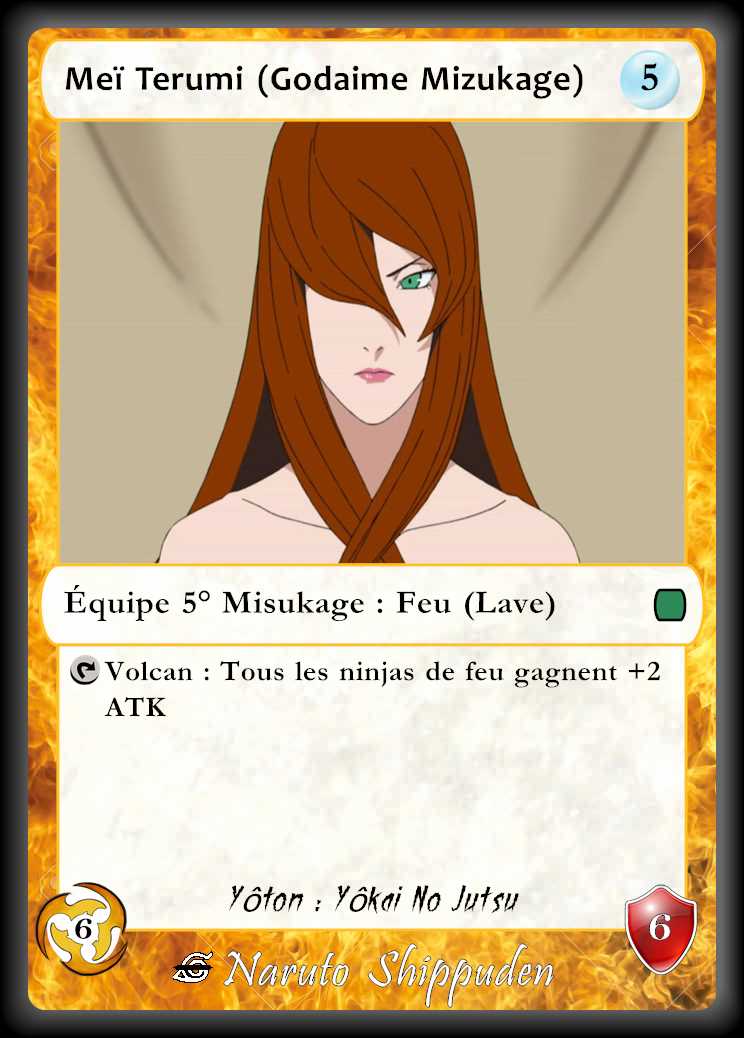 Meï Terumi (Godaime Mizukage)
5
Équipe 5° Misukage : Feu (Lave)
Volcan : Tous les ninjas de feu gagnent +2
ATK
Yôton : Yôkai No Jutsu
6
6
Naruto Shippuden